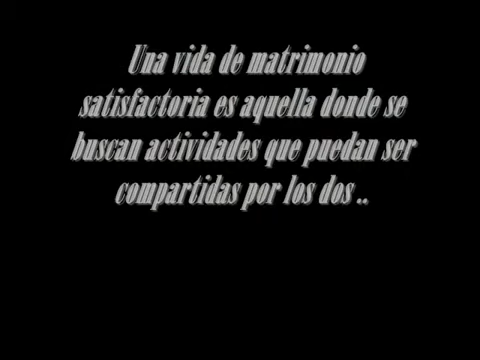 Una vida de matrimonio
satisfactoria es aquella donde se
buscan actividades que puedan ser
compartidas por los dos ..